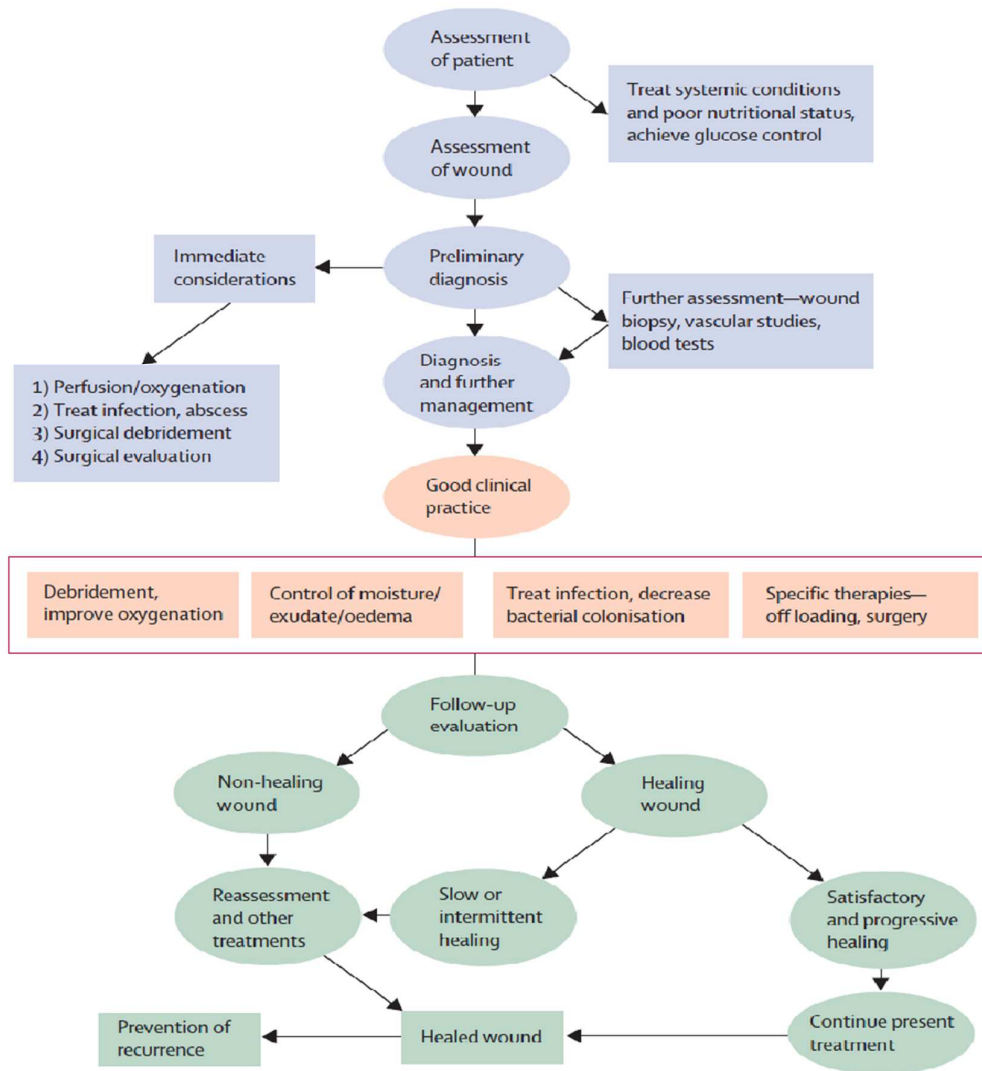 Assessment
of patient
Treat systemic conditions
and poor nutritional status,
achieve glucose control
Assessment
of wound
Immediate
considerations
Preliminary
diagnosis
Further assessment—wound
biopsy, vascular studies,
blood tests
Diagnosis
and further
management
1) Perfusion/oxygenation
2) Treat infection, abscess
3) Surgical debridement
4) Surgical evaluation
Good clinical
practice
Debridement,
improve oxygenation
Control of moisture/
exudate/oedema
Treat infection, decrease
bacterial colonisation
Specific therapies—
off loading, surgery
Follow-up
evaluation
Non-healing
wound
Healing
wound
Reassessment
and other
treatments
Slow or
intermittent
healing
Satisfactory
and progressive
healing
Prevention of
recurrence
Healed wound
Continue present
treatment